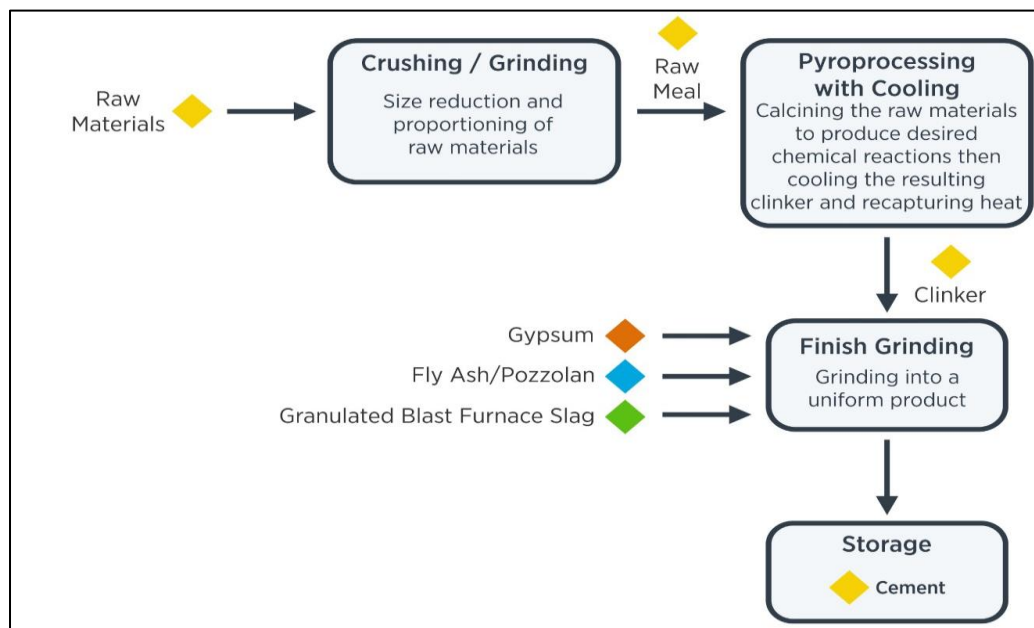 Raw
Materials
Crushing / Grinding
Size reduction and
proportioning of
raw materials
Raw
Meal
Pyroprocessing
with Cooling
Calcining the raw materials
to produce desired
chemical reactions then
cooling the resulting
clinker and recapturing heat
Clinker
Gypsum
Fly Ash/Pozzolan
Granulated Blast Furnace Slag
Finish Grinding
Grinding into a
uniform product
Storage
Cement